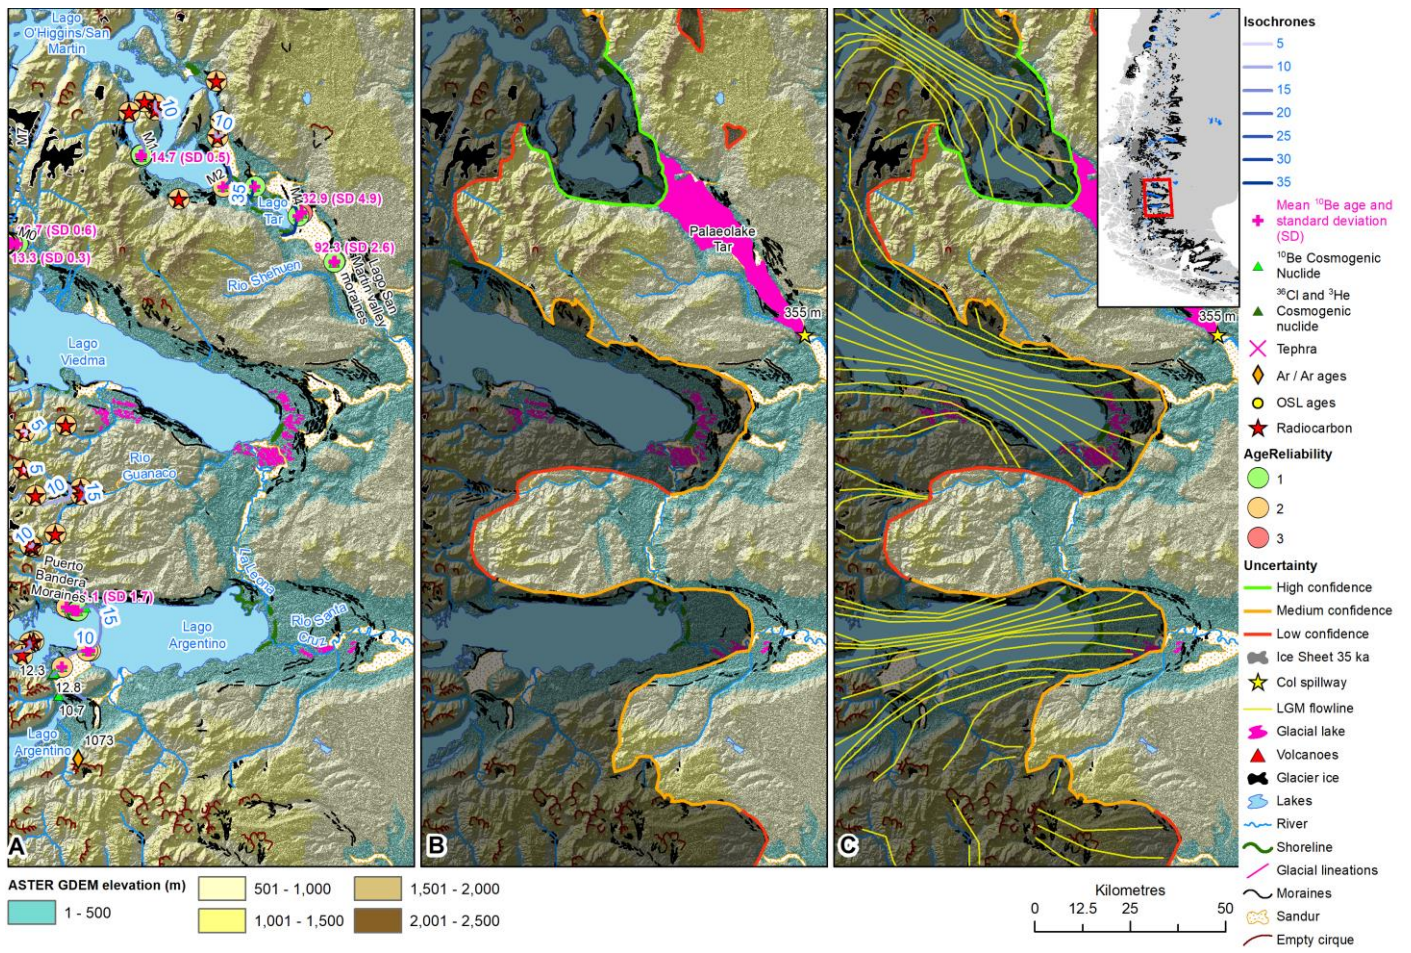 Lago
O'Higgins/San
Martin
10
10
M7
M1
14.7 (SD 0.5)
M2
35
Lago
Tar
32.9 (SD 4.9)
7 (SD 0.6)
M0
13.3 (SD 0.3)
92.3 (SD 2.6)
Rio Shehuen
Lago San
Martin valley
moraines
Lago
Viedma
5
5
10
15
Rio
Guanaco
10
Puerto
Bandera
Moraines
1 (SD 1.7)
15
La Leona
10
Lago
Argentino
Rio Santa
Cruz
12.3
12.8
10.7
Lago
Argentino
1073
A
Palaeolake
Tar
355 m
B
355 m
C
Isochrones
5
10
15
20
25
30
35
Mean 10Be age and
standard deviation
(SD)
10Be Cosmogenic
Nuclide
36Cl and 3He
Cosmogenic
nuclide
Tephra
Ar / Ar ages
OSL ages
Radiocarbon
AgeReliability
1
2
3
Uncertainty
High confidence
Medium confidence
Low confidence
Ice Sheet 35 ka
Col spillway
LGM flowline
Glacial lake
Volcanoes
Glacier ice
Lakes
River
Shoreline
Glacial lineations
Moraines
Sandur
Empty cirque
ASTER GDEM elevation (m)
1 - 500
501 - 1,000
1,001 - 1,500
1,501 - 2,000
2,001 - 2,500
Kilometres
0 12.5 25 50